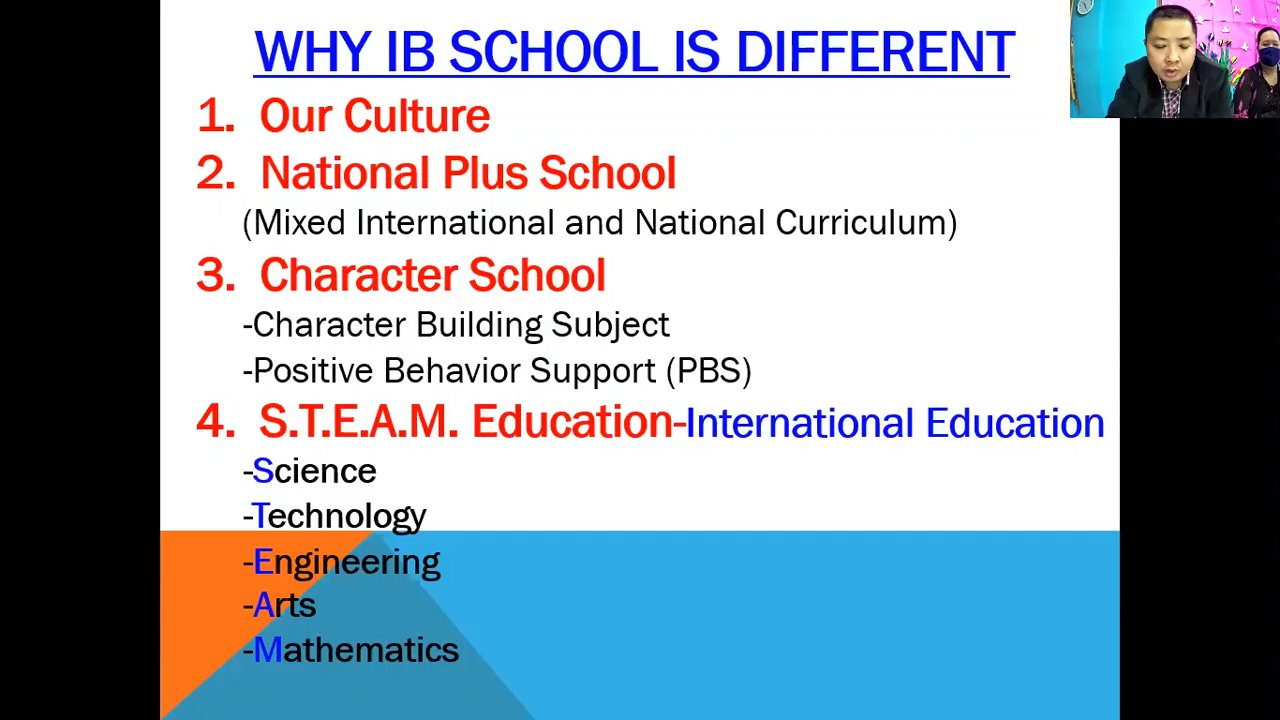 WHY IB SCHOOL IS DIFFERENT
1. Our Culture
2. National Plus School
(Mixed International and National Curriculum)
3. Character School
-Character Building Subject
-Positive Behavior Support (PBS)
4. S.T.E.A.M. Education-International Education
-Science
-Technology
-Engineering
-Arts
-Mathematics